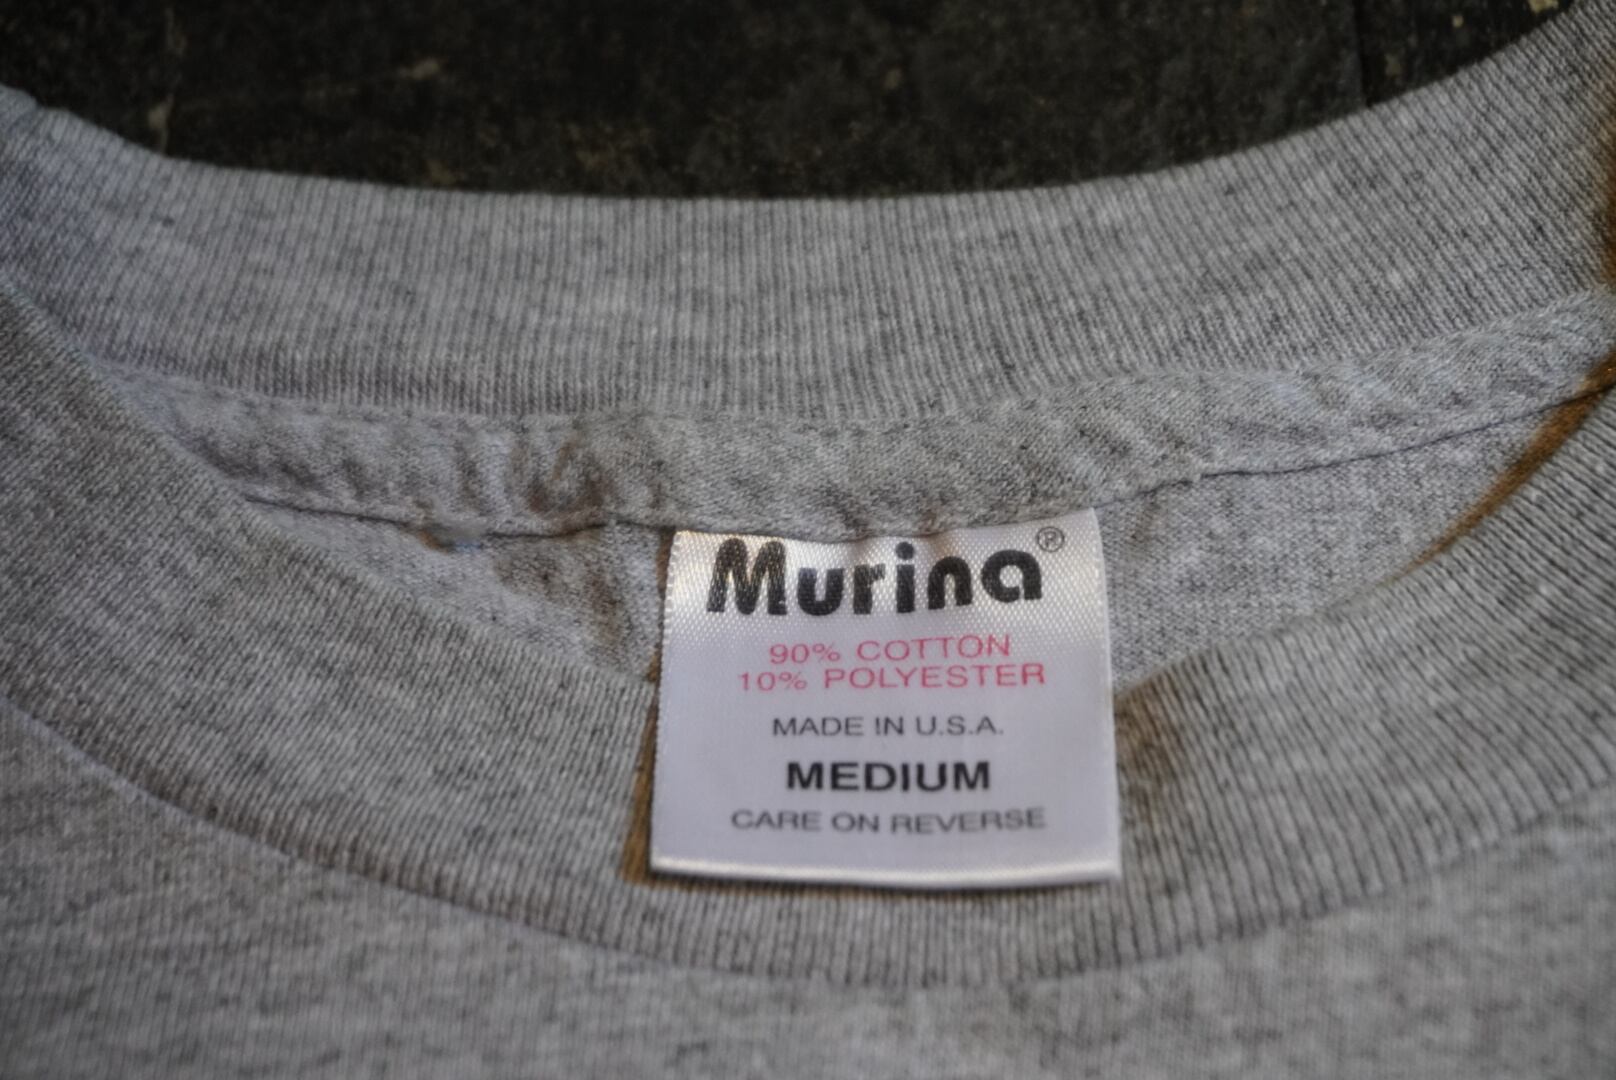 Murina®
90% COTTON
10% POLYESTER
MADE IN U.S.A.
MEDIUM
CARE ON REVERSE